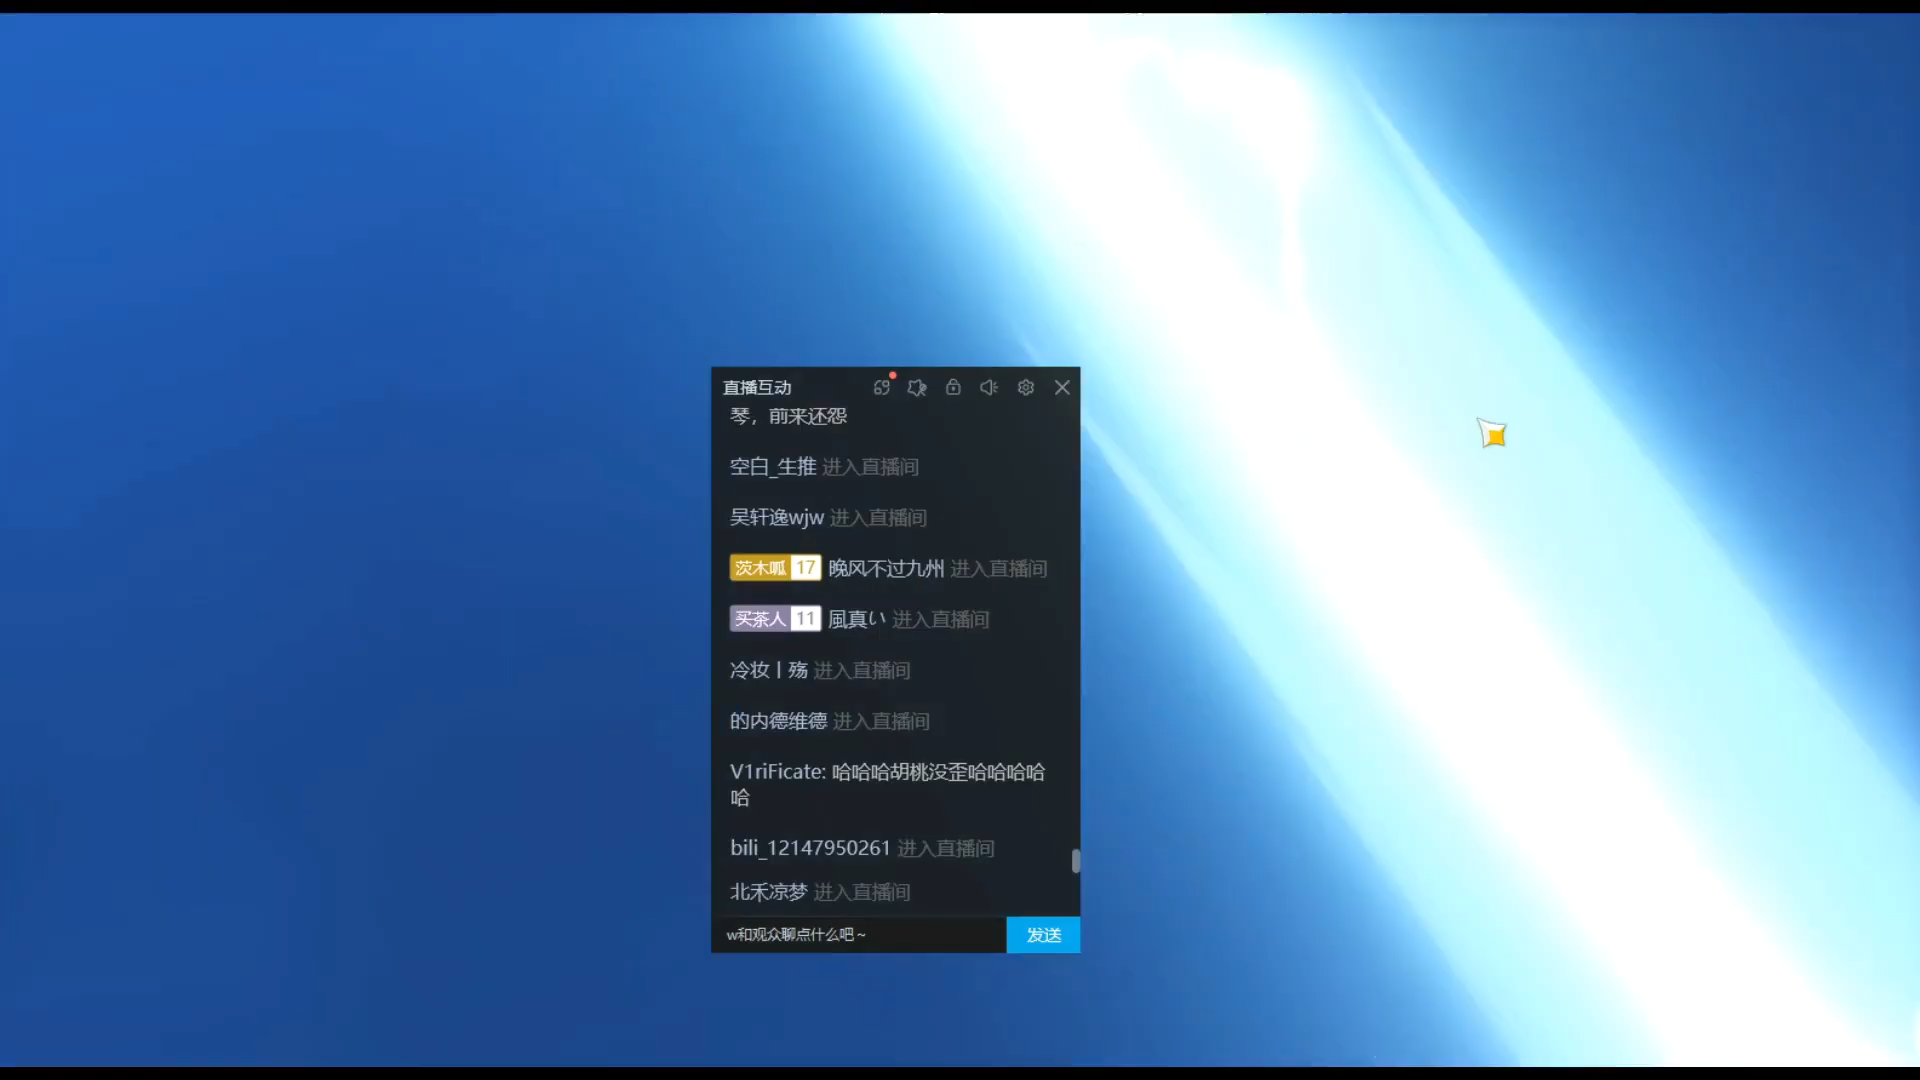 直播互动
琴，前来还怨
空白_生推 进入直播间
吴轩逸wjw 进入直播间
茨木呱 17 晚风不过九州 进入直播间
买茶人 11 風真い 进入直播间
冷妆丨殇 进入直播间
的内德维德 进入直播间
V1riFicate: 哈哈哈胡桃没歪哈哈哈哈
哈
bili_12147950261 进入直播间
北禾凉梦 进入直播间
w和观众聊点什么吧~ 发送